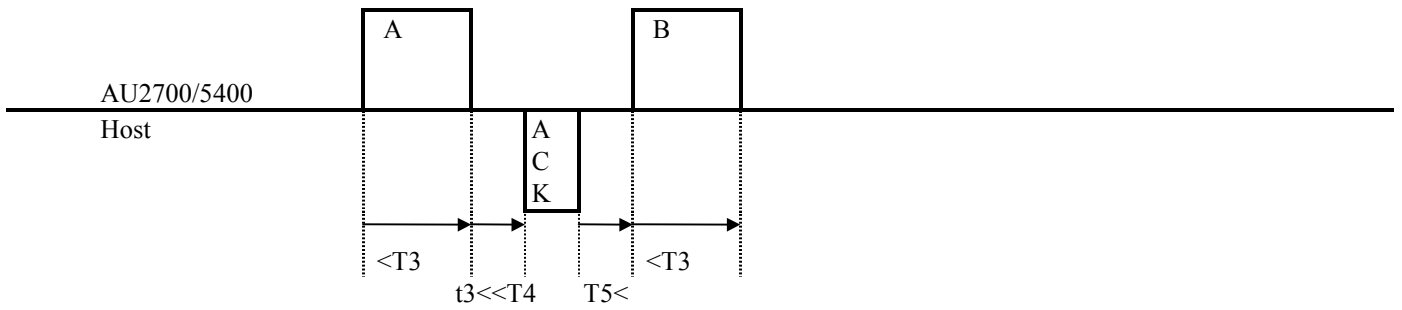 A
B
AU2700/5400
Host
A
C
K
<T3
<T3
t3<<T4
T5<